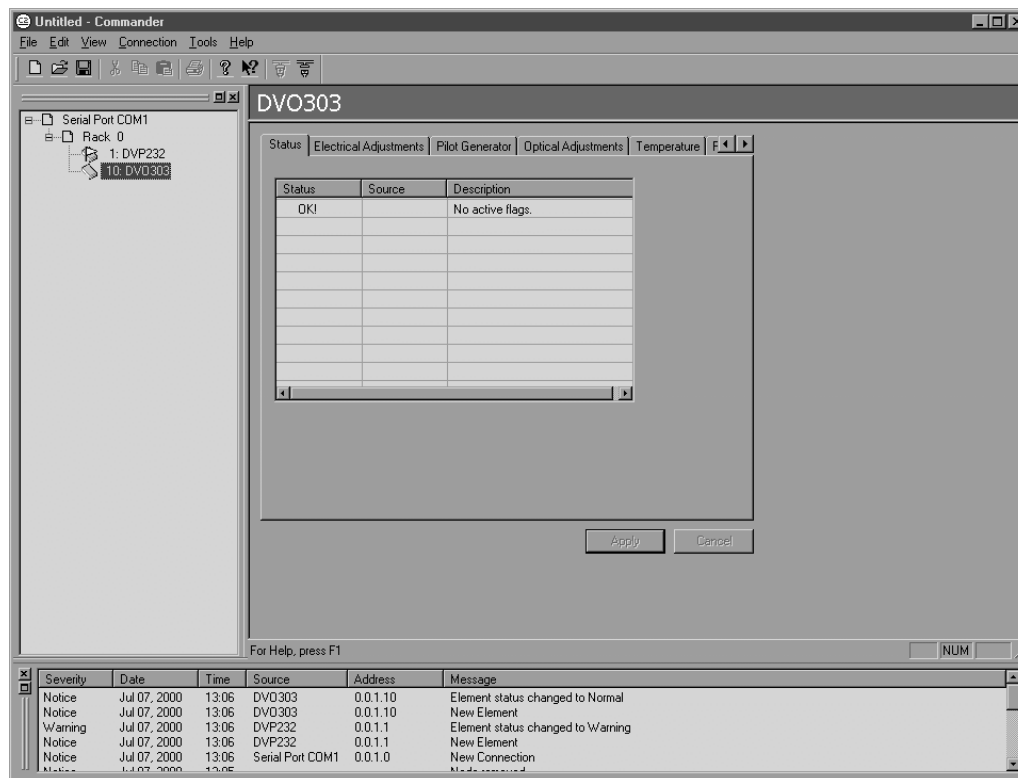 Untitled - Commander
File Edit View Connection Tools Help
DVO303
Serial Port COM1
Rack 0
1: DVP232
10: DVO303
Status Electrical Adjustments Pilot Generator Optical Adjustments Temperature
Status Source Description
OK! No active flags.
Apply Cancel
For Help, press F1 NUM
Severity Date Time Source Address Message
Notice Jul 07, 2000 13:06 DVO303 0.0.1.10 Element status changed to Normal
Notice Jul 07, 2000 13:06 DVO303 0.0.1.10 New Element
Warning Jul 07, 2000 13:06 DVP232 0.0.1.1 Element status changed to Warning
Notice Jul 07, 2000 13:06 DVP232 0.0.1.1 New Element
Notice Jul 07, 2000 13:06 Serial Port COM1 0.0.1.0 New Connection